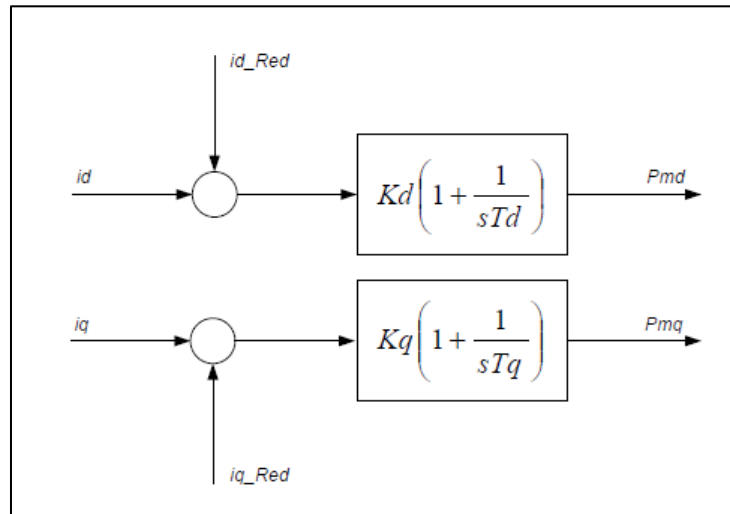 id_Red
id
Kd(1 + 1/sTd)
Pmd
iq
Kq(1 + 1/sTq)
Pmq
iq_Red